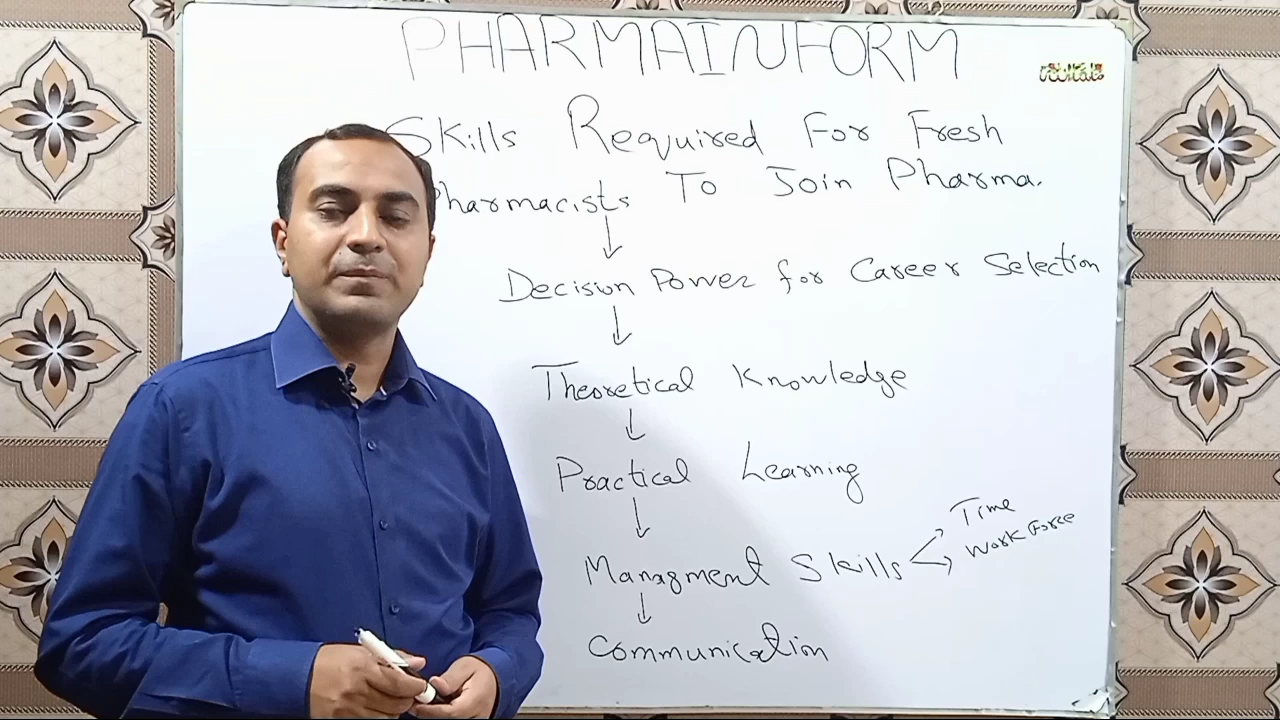 PHARMAINFORM
Skills Required For Fresh
Pharmacists To Join Pharma.
Decision Power for Career Selection
Theoretical Knowledge
Practical Learning
Managment Skills
Time
Work Force
Communication